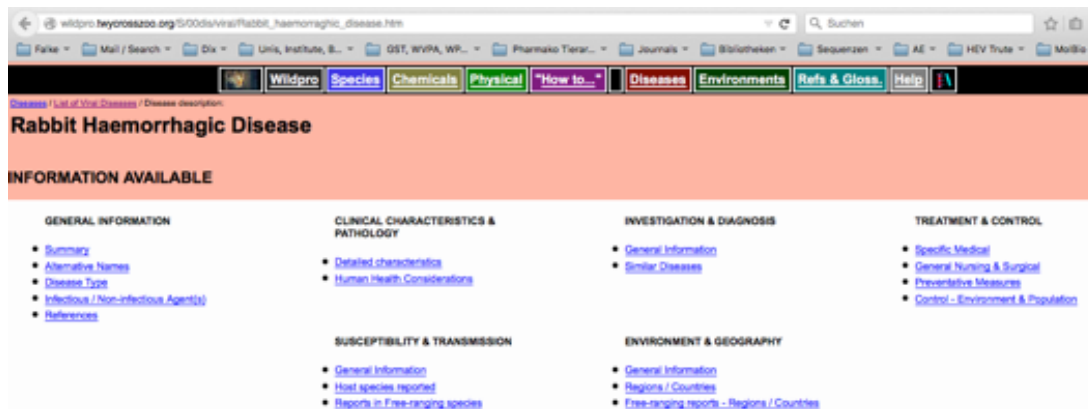 wildpro.twycrosszoo.org/S/00dis/viral/Rabbit_haemorraghic_disease.htm
Suchen
Falke Mail / Search Dix Unis, Institute, B... GST, WVPA, WP... Pharmako Tierar... Journals Bibliotheken Sequenzen AE HEV Trute MolBio
Wildpro Species Chemicals Physical "How to..." Diseases Environments Refs & Gloss. Help
Diseases / List of Viral Diseases / Disease description:
Rabbit Haemorrhagic Disease
INFORMATION AVAILABLE
GENERAL INFORMATION
Summary
Alternative Names
Disease Type
Infectious / Non-infectious Agent(s)
References
CLINICAL CHARACTERISTICS &
PATHOLOGY
Detailed characteristics
Human Health Considerations
INVESTIGATION & DIAGNOSIS
General Information
Similar Diseases
TREATMENT & CONTROL
Specific Medical
General Nursing & Surgical
Preventative Measures
Control - Environment & Population
SUSCEPTIBILITY & TRANSMISSION
General Information
Host species reported
Reports in Free-ranging species
ENVIRONMENT & GEOGRAPHY
General Information
Regions / Countries
Free-ranging reports - Regions / Countries